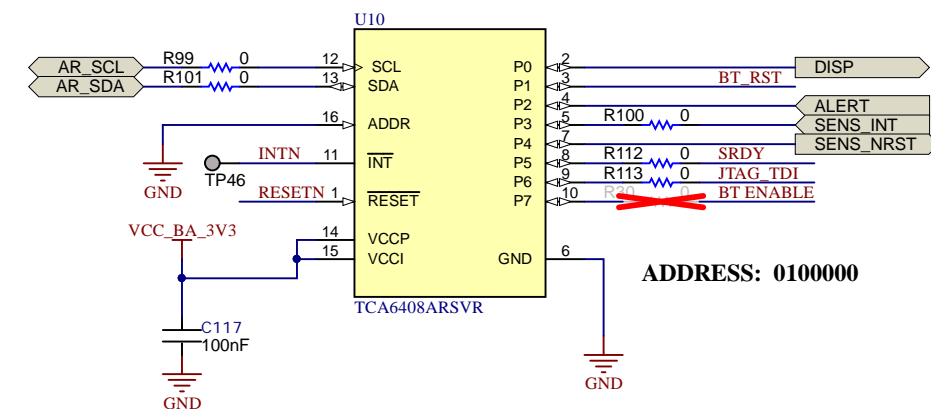 U10
AR_SCL R99 0 12 SCL P0 2 DISP
AR_SDA R101 0 13 SDA P1 3 BT_RST
P2 4 ALERT
16 ADDR P3 5 R100 0 SENS_INT
P4 7 SENS_NRST
INTN 11 INT P5 8 R112 0 SRDY
TP46 P6 9 R113 0 JTAG_TDI
RESETN 1 RESET P7 10 R30 0 BT ENABLE
GND
VCC_BA_3V3
14 VCCP
15 VCCI GND 6
ADDRESS: 0100000
TCA6408ARSVR
C117
100nF
GND
GND